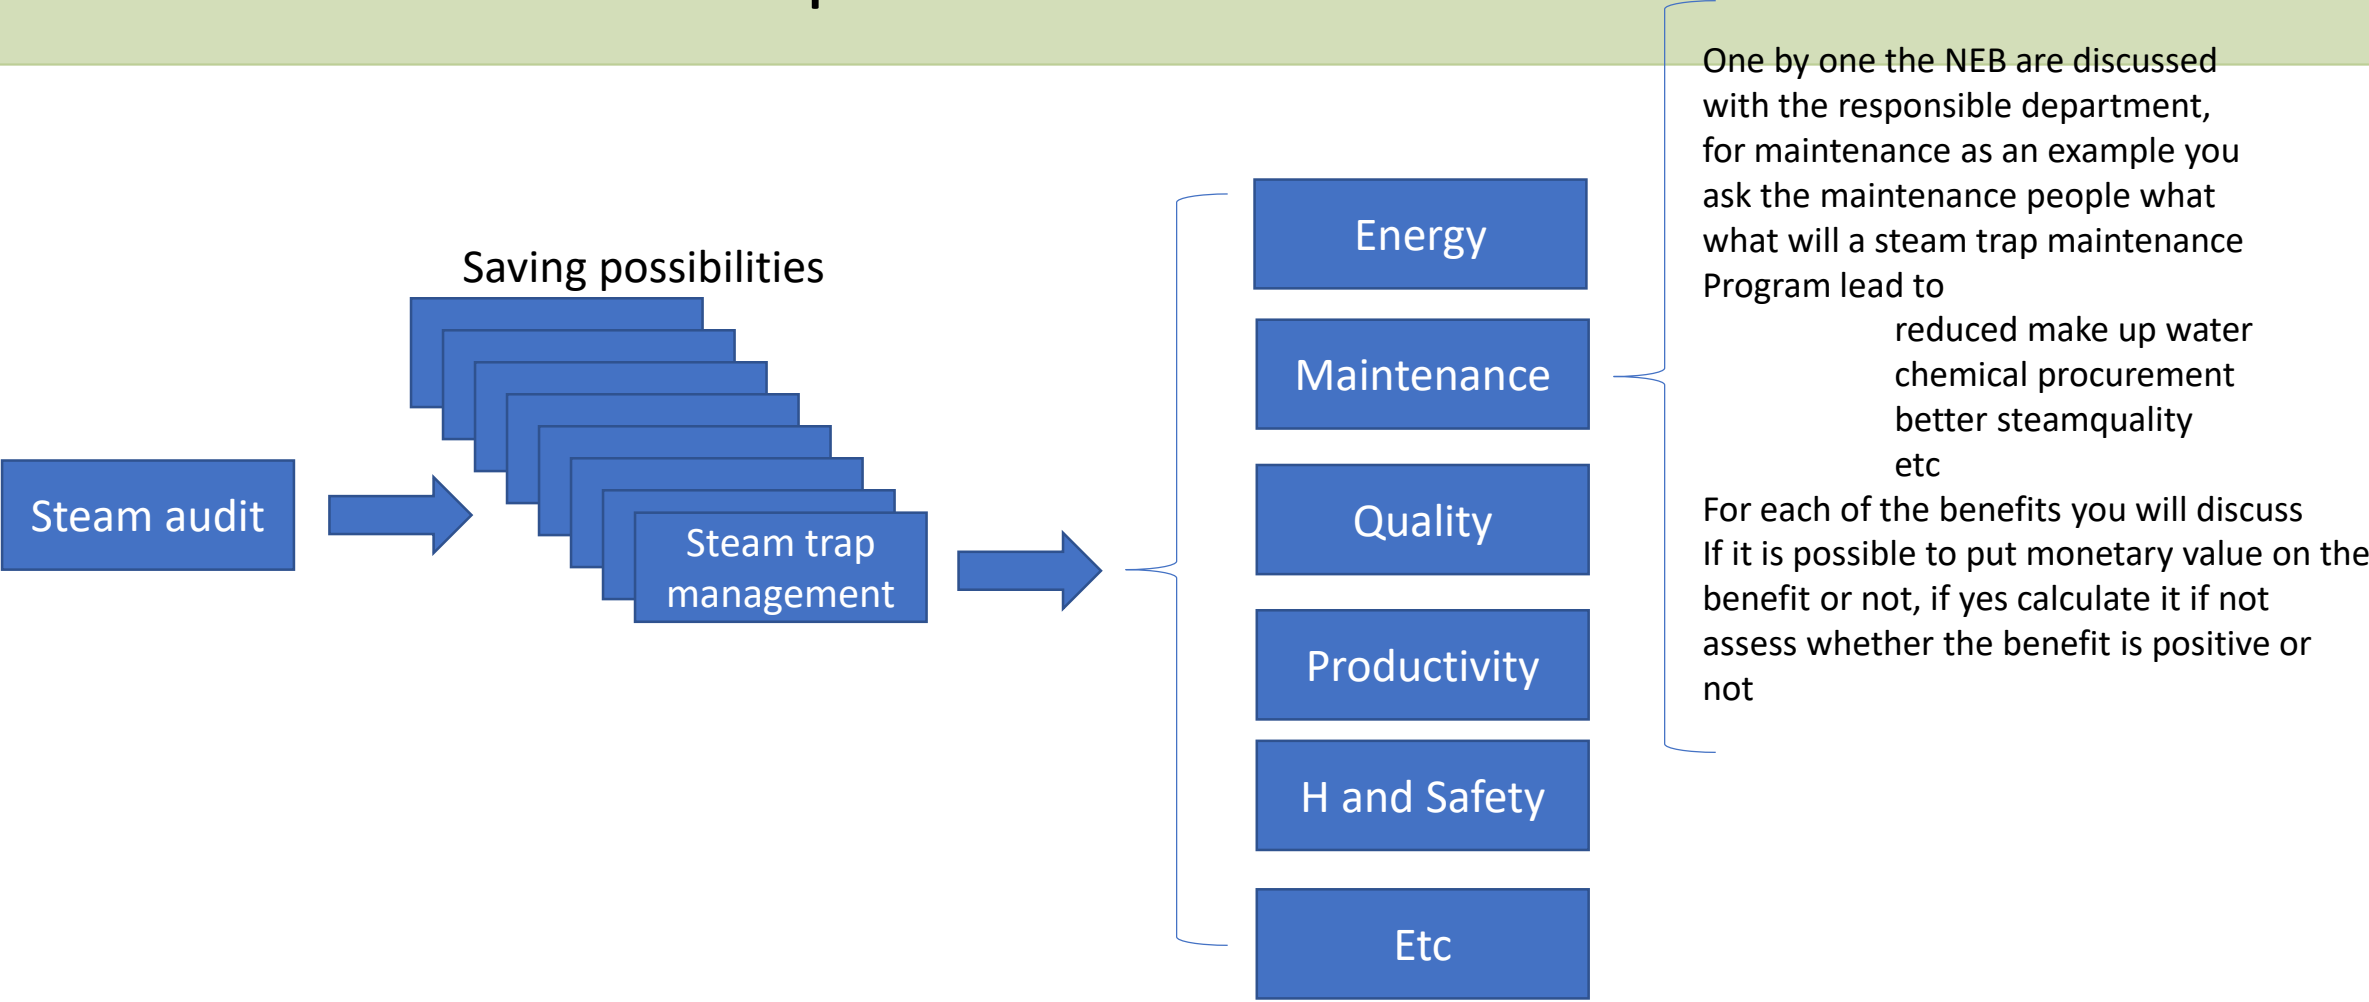 Saving possibilities
Steam audit
Steam trap
management
Energy
Maintenance
Quality
Productivity
H and Safety
Etc
One by one the NEB are discussed
with the responsible department,
for maintenance as an example you
ask the maintenance people what
what will a steam trap maintenance
Program lead to
reduced make up water
chemical procurement
better steamquality
etc
For each of the benefits you will discuss
If it is possible to put monetary value on the
benefit or not, if yes calculate it if not
assess whether the benefit is positive or
not